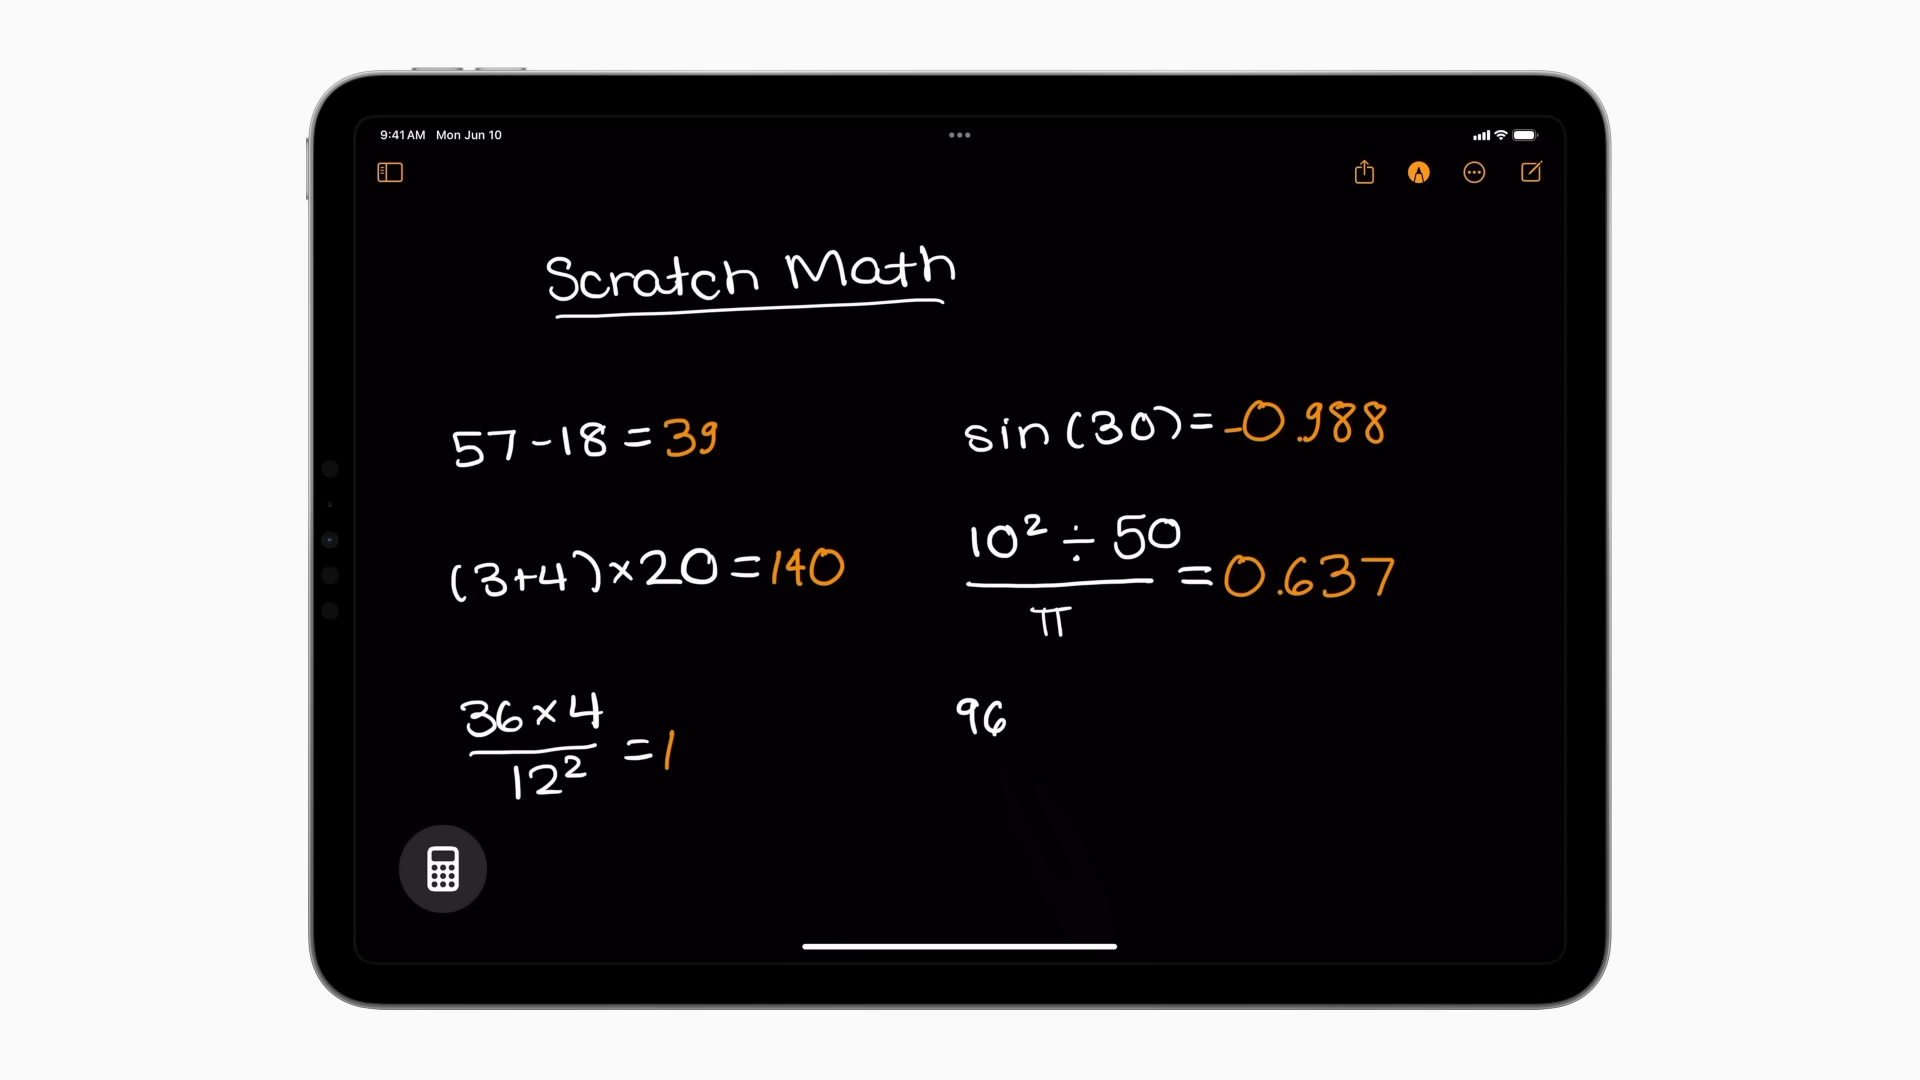 9:41 AM Mon Jun 10
Scratch Math
57-18=39
(3+4)×20=140
36×4
12²
=1
sin(30)=-0.988
10²÷50
π
=0.637
96